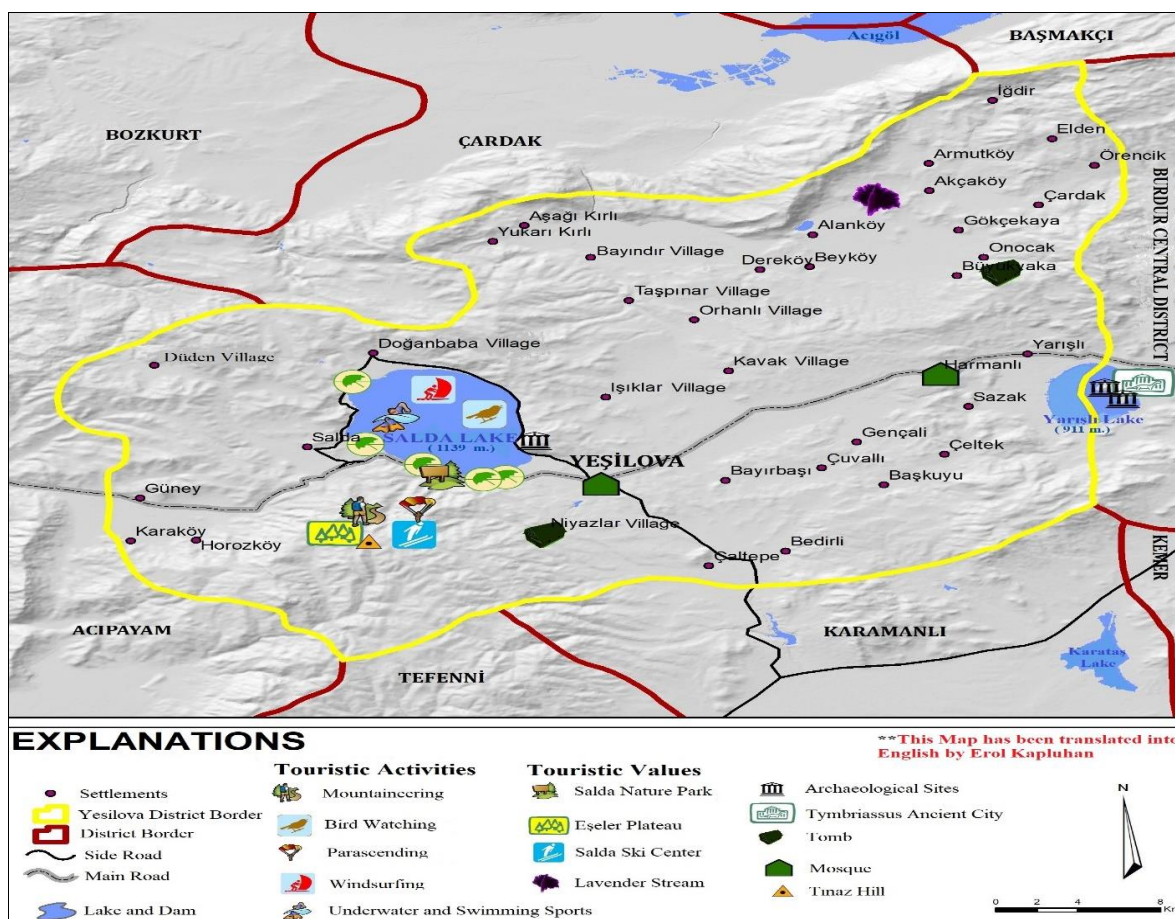 Acıgöl
BAŞMAKÇI
İğdir
BOZKURT
ÇARDAK
Elden
Armutköy
Örencik
Akçaköy
BURDUR CENTRAL DISTRICT
Çardak
Aşağı Kırlı
Yukarı Kırlı
Alanköy
Gökçekaya
Bayındır Village
Onocak
Dereköy
Beyköy
Büyükyaka
Taşpınar Village
Orhanlı Village
Doğanbaba Village
Yarışlı
Düden Village
Kavak Village
Harmanlı
Işıklar Village
Sazak
Yarışlı Lake
( 911 m.)
Salda
SALDA LAKE
( 1139 m.)
Gençali
Çeltek
YEŞİLOVA
Bayırbaşı
Çuvallı
Başkuyu
Güney
Niyazlar Village
Karaköy
Horozköy
Bedirli
Çaltepe
KEMER
ACIPAYAM
KARAMANLI
TEFENNİ
Karataş
Lake
EXPLANATIONS
**This Map has been translated into
English by Erol Kapluhan
Settlements
Yesilova District Border
District Border
Side Road
Main Road
Lake and Dam
Touristic Activities
Mountaineering
Bird Watching
Parascending
Windsurfing
Underwater and Swimming Sports
Touristic Values
Salda Nature Park
Eşeler Plateau
Salda Ski Center
Lavender Stream
Archaeological Sites
Tymbriassus Ancient City
Tomb
Mosque
Tınaz Hill
N
0 2 4 8
Km